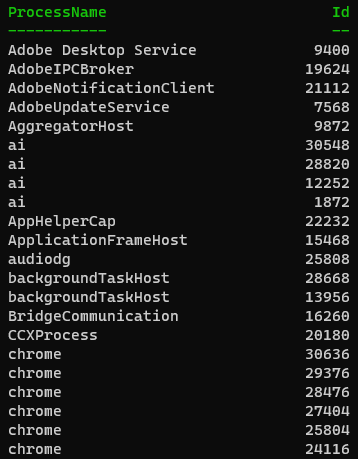 ProcessName Id
----------- --
Adobe Desktop Service 9400
AdobeIPCBroker 19624
AdobeNotificationClient 21112
AdobeUpdateService 7568
AggregatorHost 9872
ai 30548
ai 28820
ai 12252
ai 1872
AppHelperCap 22232
ApplicationFrameHost 15468
audiodg 25808
backgroundTaskHost 28668
backgroundTaskHost 13956
BridgeCommunication 16260
CCXProcess 20180
chrome 30636
chrome 29376
chrome 28476
chrome 27404
chrome 25804
chrome 24116